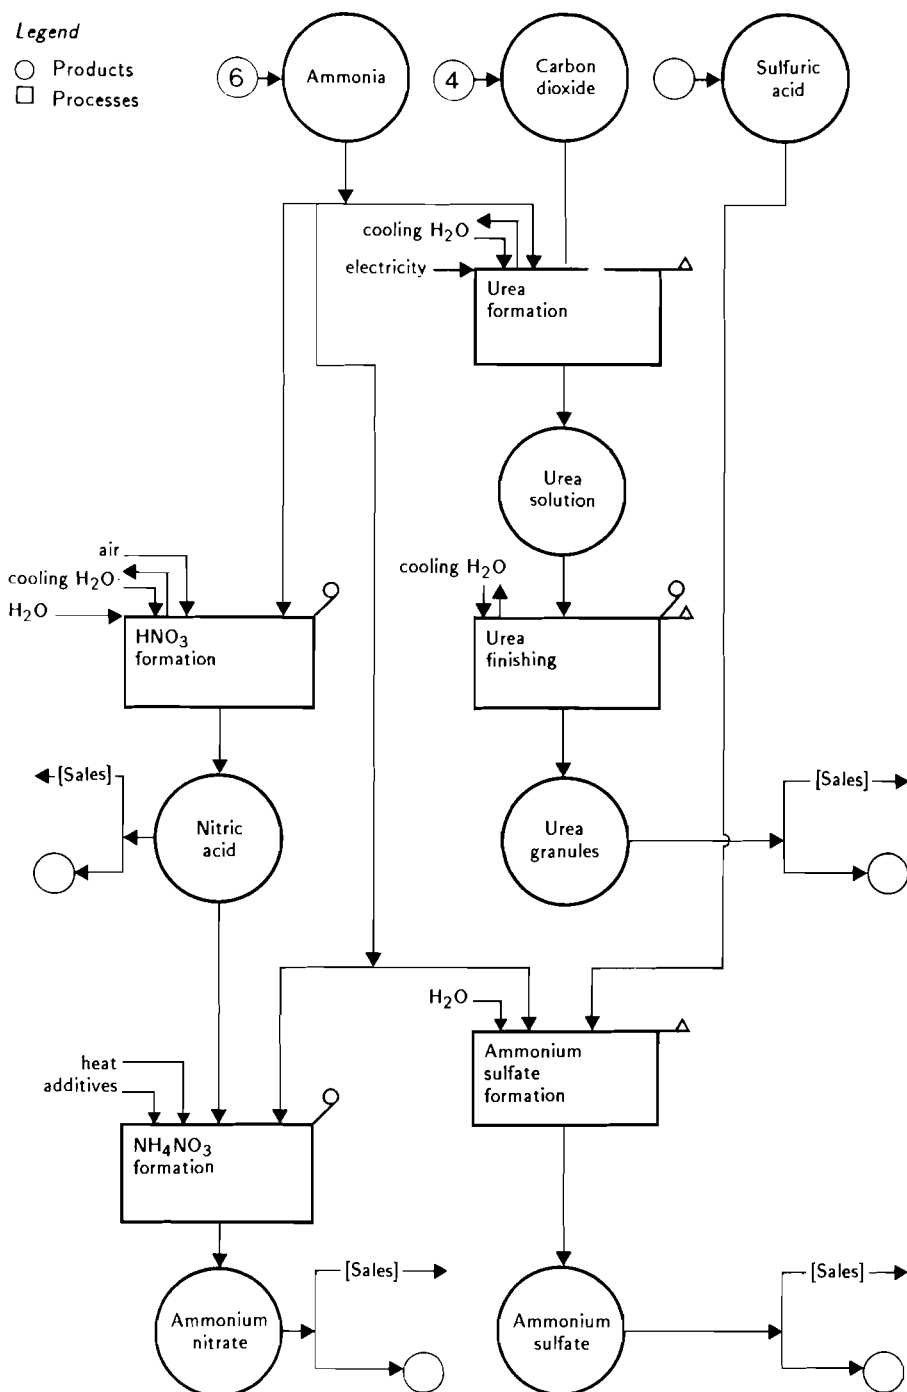 Legend
Products
Processes
6
Ammonia
4
Carbon
dioxide
Sulfuric
acid
cooling H2O
electricity
Urea
formation
Urea
solution
air
cooling H2O
H2O
HNO3
formation
cooling H2O
Urea
finishing
[Sales]
Nitric
acid
Urea
granules
[Sales]
H2O
Ammonium
sulfate
formation
heat
additives
NH4NO3
formation
Ammonium
nitrate
[Sales]
Ammonium
sulfate
[Sales]